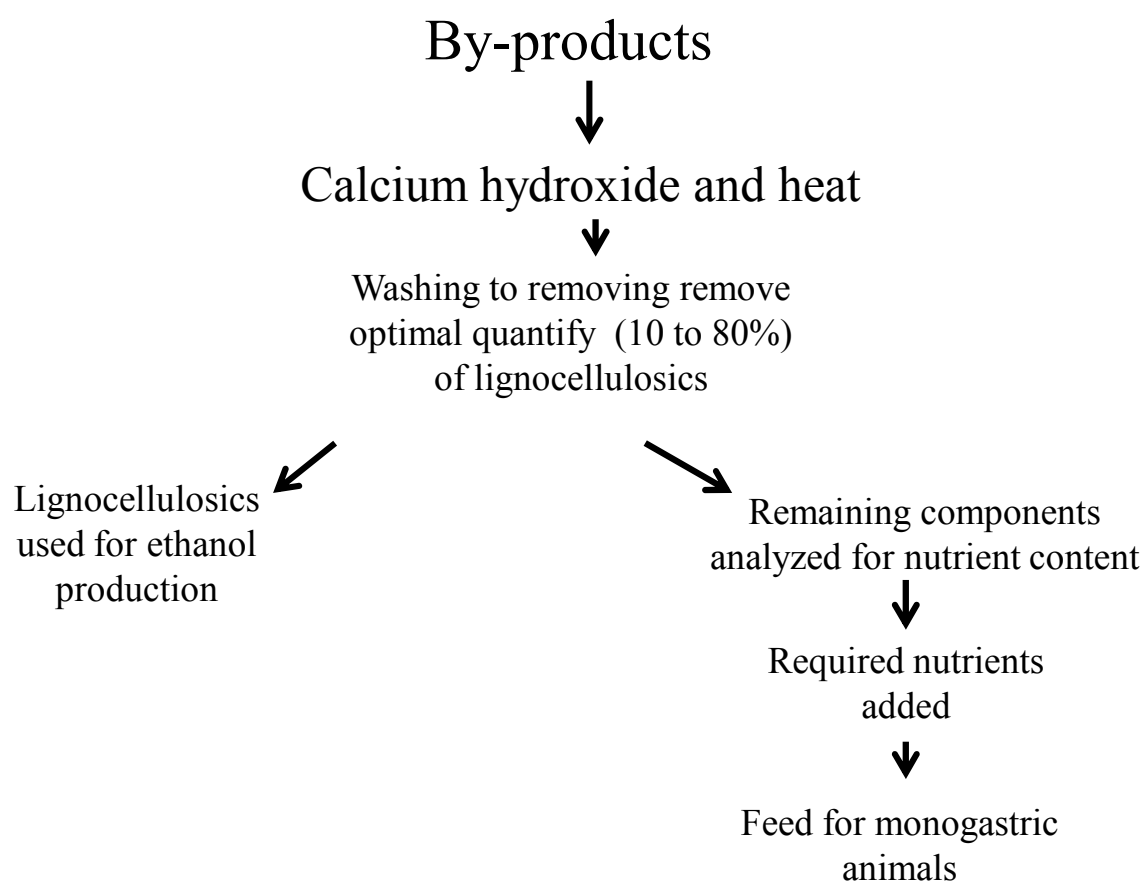 By-products
Calcium hydroxide and heat
Washing to removing remove
optimal quantify (10 to 80%)
of lignocellulosics
Lignocellulosics
used for ethanol
production
Remaining components
analyzed for nutrient content
Required nutrients
added
Feed for monogastric
animals